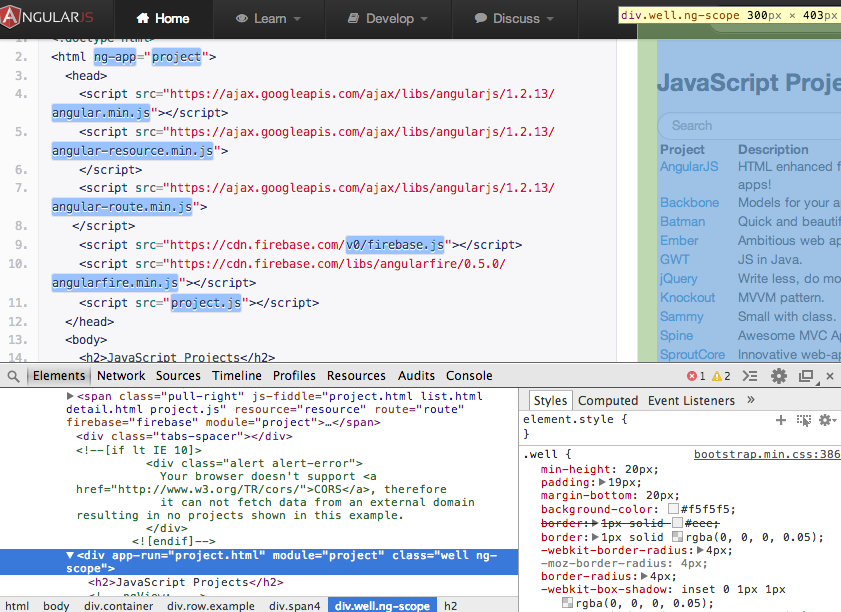 ANGULARJS Home Learn Develop Discuss
div.well.ng-scope 300px × 403px
1. <!doctype html>
2. <html ng-app="project">
3. <head>
4. <script src="https://ajax.googleapis.com/ajax/libs/angularjs/1.2.13/
angular.min.js"></script>
5. <script src="https://ajax.googleapis.com/ajax/libs/angularjs/1.2.13/
angular-resource.min.js">
6. </script>
7. <script src="https://ajax.googleapis.com/ajax/libs/angularjs/1.2.13/
angular-route.min.js">
8. </script>
9. <script src="https://cdn.firebase.com/v0/firebase.js"></script>
10. <script src="https://cdn.firebase.com/libs/angularfire/0.5.0/
angularfire.min.js"></script>
11. <script src="project.js"></script>
12. </head>
13. <body>
14. <h2>JavaScript Projects</h2>
JavaScript Proje
Search
Project Description
AngularJS HTML enhanced f
apps!
Backbone Models for your a
Batman Quick and beautif
Ember Ambitious web ap
GWT JS in Java.
jQuery Write less, do mo
Knockout MVVM pattern.
Sammy Small with class.
Spine Awesome MVC A
SproutCore Innovative web-ap
Elements Network Sources Timeline Profiles Resources Audits Console 1 2
<span class="pull-right" js-fiddle="project.html list.html
detail.html project.js" resource="resource" route="route"
firebase="firebase" module="project">…</span>
<div class="tabs-spacer"></div>
<!--[if lt IE 10]>
<div class="alert alert-error">
Your browser doesn't support <a
href="http://www.w3.org/TR/cors/">CORS</a>, therefore
it can not fetch data from an external domain
resulting in no projects shown in this example.
</div>
<![endif]-->
<div app-run="project.html" module="project" class="well ng-
scope">
<h2>JavaScript Projects</h2>
html body div.container div.row.example div.span4 div.well.ng-scope h2
Styles Computed Event Listeners »
element.style {
}
.well { bootstrap.min.css:386
min-height: 20px;
padding: 19px;
margin-bottom: 20px;
background-color: #f5f5f5;
border: 1px solid #eee;
border: 1px solid rgba(0, 0, 0, 0.05);
-webkit-border-radius: 4px;
-moz-border-radius: 4px;
border-radius: 4px;
-webkit-box-shadow: inset 0 1px 1px
rgba(0, 0, 0, 0.05);